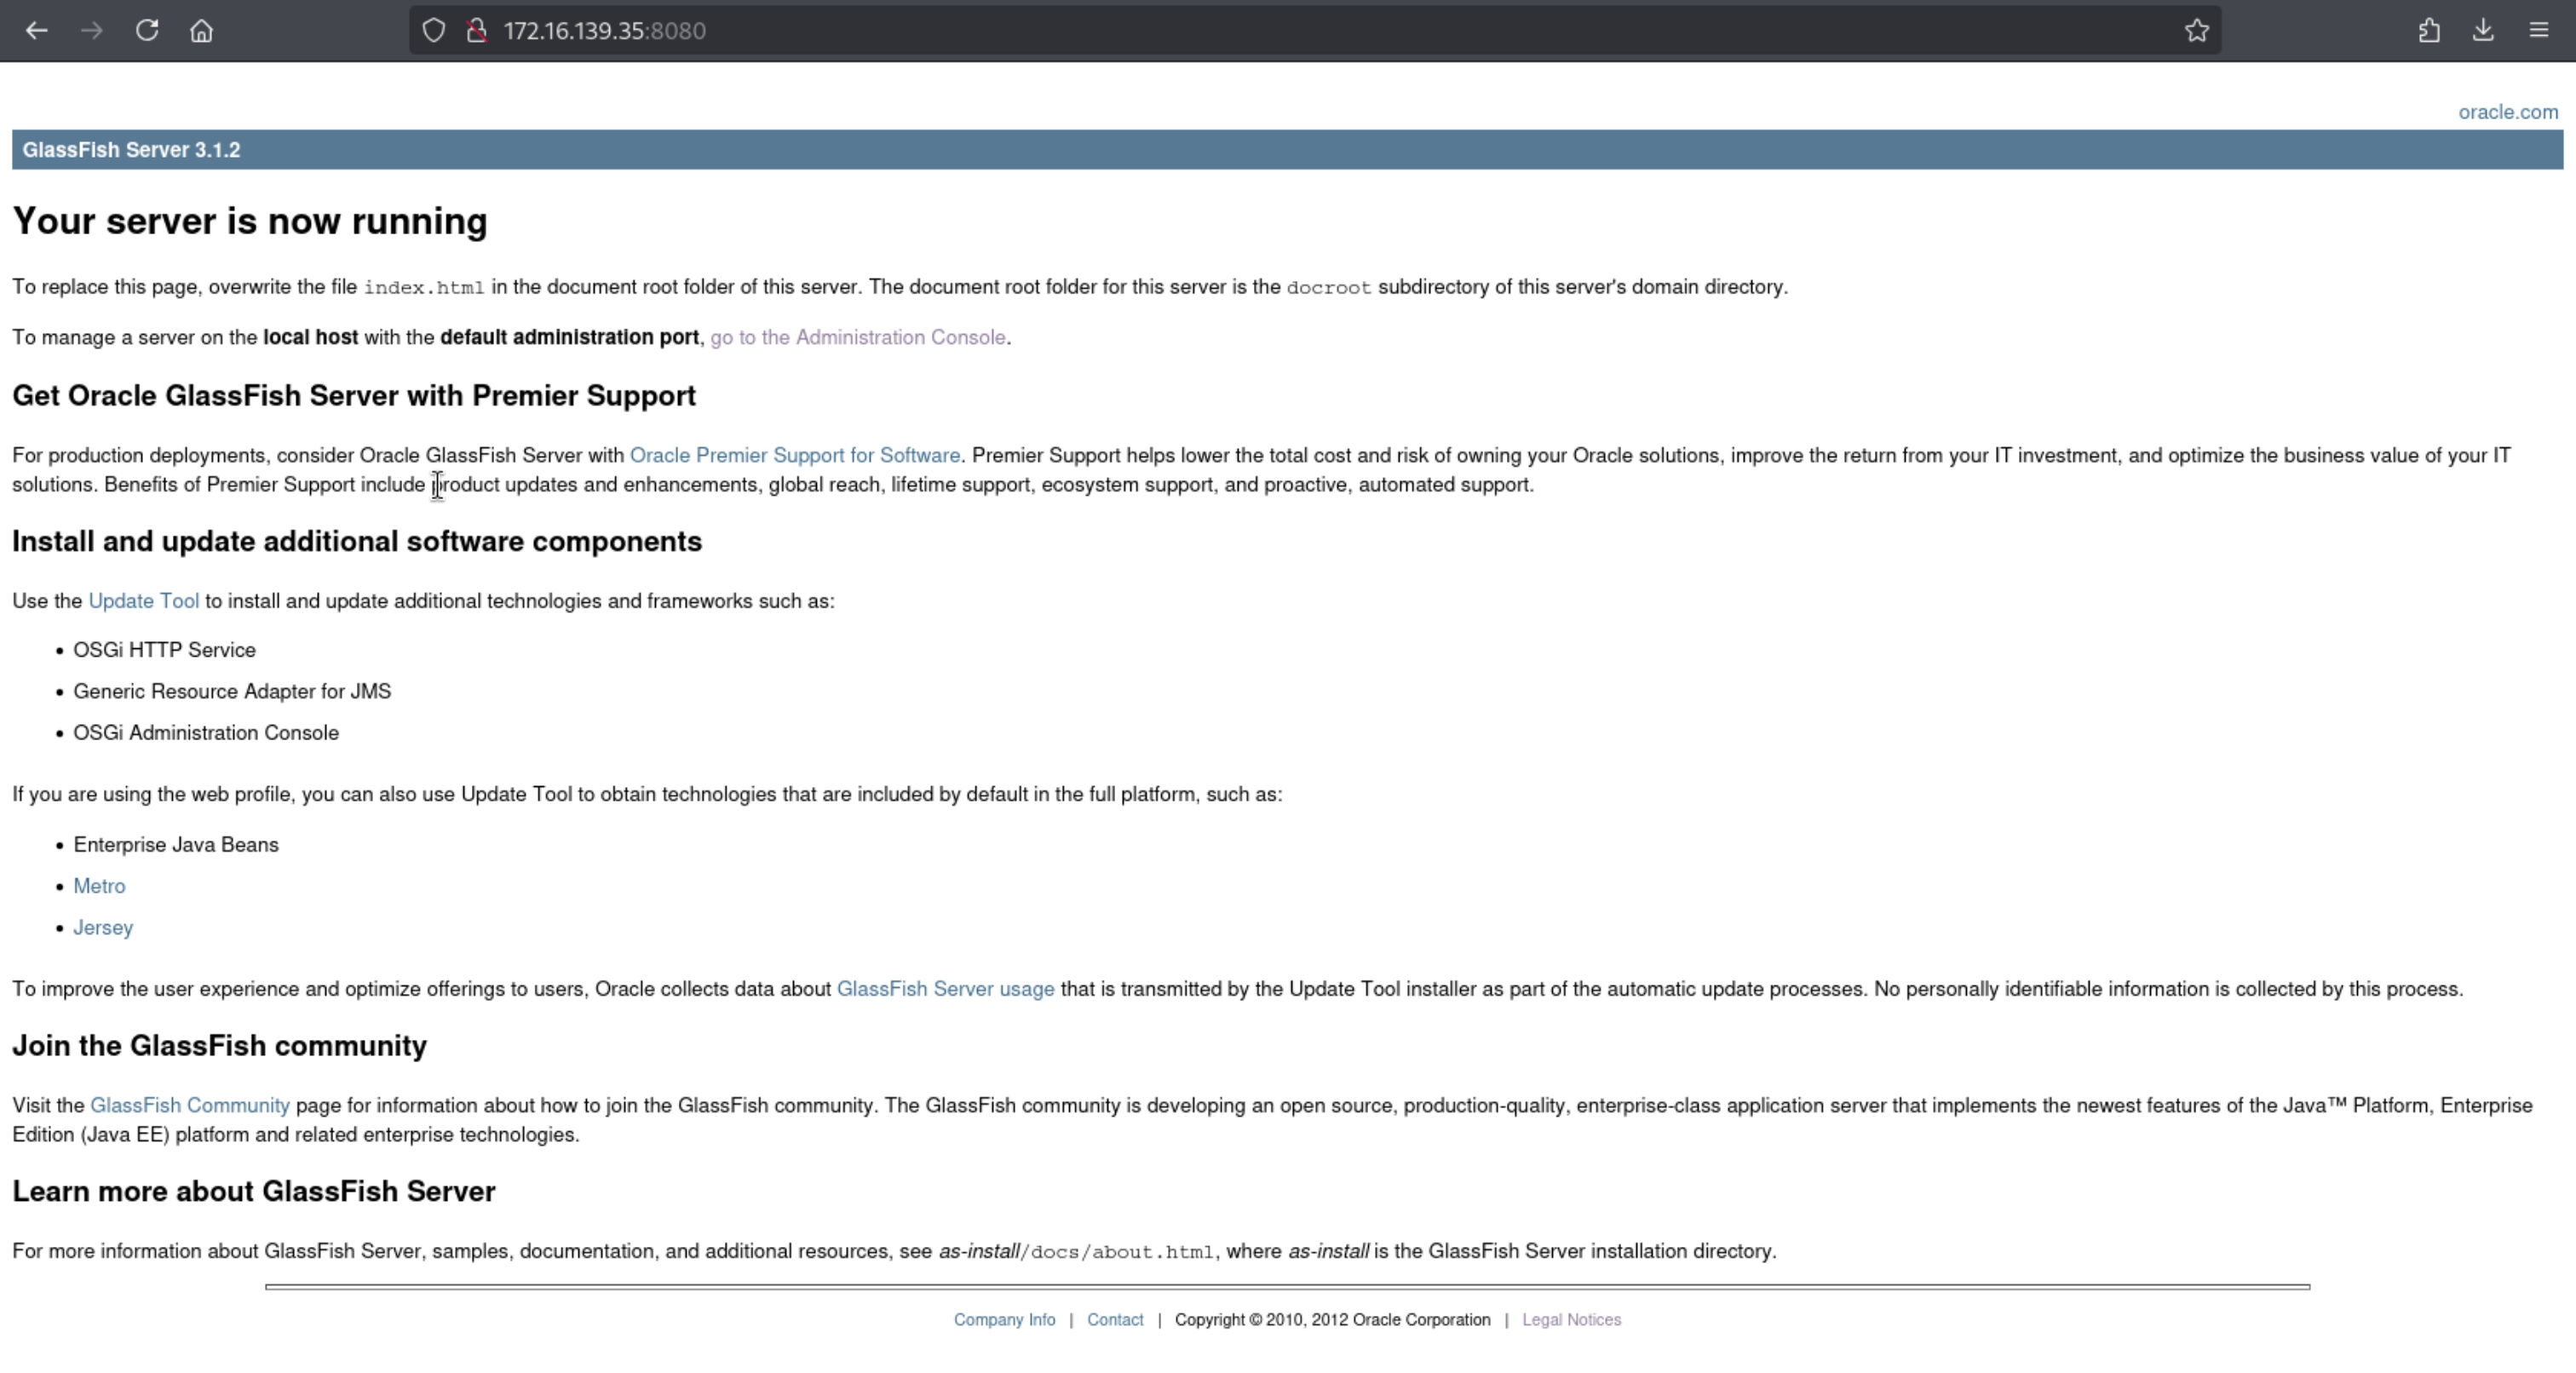 172.16.139.35:8080
oracle.com
GlassFish Server 3.1.2
Your server is now running
To replace this page, overwrite the file index.html in the document root folder of this server. The document root folder for this server is the docroot subdirectory of this server's domain directory.
To manage a server on the local host with the default administration port, go to the Administration Console.
Get Oracle GlassFish Server with Premier Support
For production deployments, consider Oracle GlassFish Server with Oracle Premier Support for Software. Premier Support helps lower the total cost and risk of owning your Oracle solutions, improve the return from your IT investment, and optimize the business value of your IT
solutions. Benefits of Premier Support include product updates and enhancements, global reach, lifetime support, ecosystem support, and proactive, automated support.
Install and update additional software components
Use the Update Tool to install and update additional technologies and frameworks such as:
• OSGi HTTP Service
• Generic Resource Adapter for JMS
• OSGi Administration Console
If you are using the web profile, you can also use Update Tool to obtain technologies that are included by default in the full platform, such as:
• Enterprise Java Beans
• Metro
• Jersey
To improve the user experience and optimize offerings to users, Oracle collects data about GlassFish Server usage that is transmitted by the Update Tool installer as part of the automatic update processes. No personally identifiable information is collected by this process.
Join the GlassFish community
Visit the GlassFish Community page for information about how to join the GlassFish community. The GlassFish community is developing an open source, production-quality, enterprise-class application server that implements the newest features of the Java™ Platform, Enterprise
Edition (Java EE) platform and related enterprise technologies.
Learn more about GlassFish Server
For more information about GlassFish Server, samples, documentation, and additional resources, see as-install/docs/about.html, where as-install is the GlassFish Server installation directory.
Company Info | Contact | Copyright © 2010, 2012 Oracle Corporation | Legal Notices